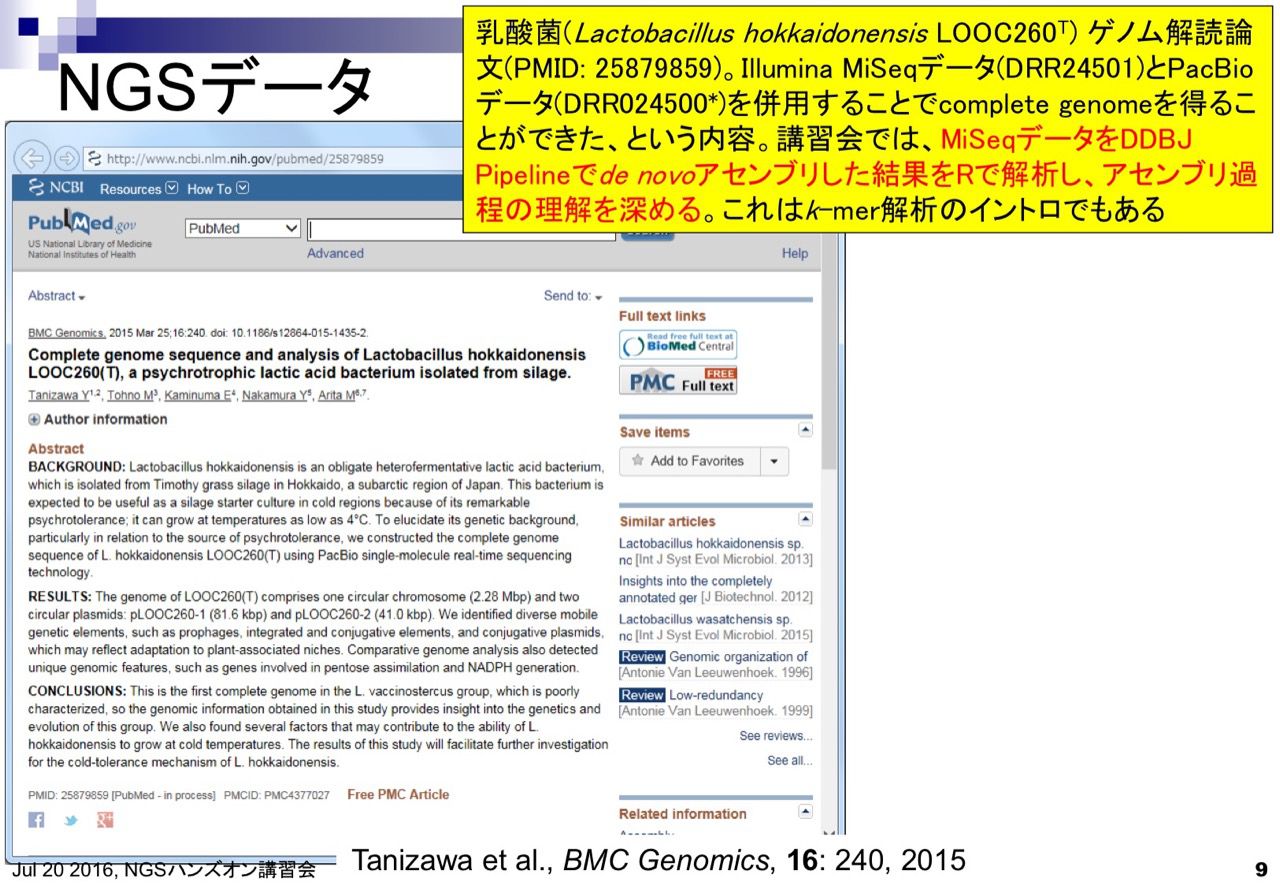 NGSデータ
乳酸菌(Lactobacillus hokkaidonensis LOOC260T) ゲノム解読論
文(PMID: 25879859)。Illumina MiSeqデータ(DRR24501)とPacBio
データ(DRR024500*)を併用することでcomplete genomeを得るこ
とができた、という内容。講習会では、MiSeqデータをDDBJ
Pipelineでde novoアセンブリした結果をRで解析し、アセンブリ過
程の理解を深める。これはk-mer解析のイントロでもある
http://www.ncbi.nlm.nih.gov/pubmed/25879859
NCBI Resources How To
PubMed.gov
US National Library of Medicine
National Institutes of Health
PubMed
Advanced
Help
Abstract
Send to:
BMC Genomics. 2015 Mar 25;16:240. doi: 10.1186/s12864-015-1435-2.
Complete genome sequence and analysis of Lactobacillus hokkaidonensis
LOOC260(T), a psychrotrophic lactic acid bacterium isolated from silage.
Tanizawa Y1,2, Tohno M3, Kaminuma E4, Nakamura Y5, Arita M6,7.
Author information
Abstract
BACKGROUND: Lactobacillus hokkaidonensis is an obligate heterofermentative lactic acid bacterium,
which is isolated from Timothy grass silage in Hokkaido, a subarctic region of Japan. This bacterium is
expected to be useful as a silage starter culture in cold regions because of its remarkable
psychrotolerance; it can grow at temperatures as low as 4°C. To elucidate its genetic background,
particularly in relation to the source of psychrotolerance, we constructed the complete genome
sequence of L. hokkaidonensis LOOC260(T) using PacBio single-molecule real-time sequencing
technology.
RESULTS: The genome of LOOC260(T) comprises one circular chromosome (2.28 Mbp) and two
circular plasmids: pLOOC260-1 (81.6 kbp) and pLOOC260-2 (41.0 kbp). We identified diverse mobile
genetic elements, such as prophages, integrated and conjugative elements, and conjugative plasmids,
which may reflect adaptation to plant-associated niches. Comparative genome analysis also detected
unique genomic features, such as genes involved in pentose assimilation and NADPH generation.
CONCLUSIONS: This is the first complete genome in the L. vaccinostercus group, which is poorly
characterized, so the genomic information obtained in this study provides insight into the genetics and
evolution of this group. We also found several factors that may contribute to the ability of L.
hokkaidonensis to grow at cold temperatures. The results of this study will facilitate further investigation
for the cold-tolerance mechanism of L. hokkaidonensis.
PMID: 25879859 [PubMed - in process] PMCID: PMC4377027 Free PMC Article
Full text links
Read free full text at
BioMed Central
PMC FREE Full text
Save items
Add to Favorites
Similar articles
Lactobacillus hokkaidonensis sp.
nc [Int J Syst Evol Microbiol. 2013]
Insights into the completely
annotated ger [J Biotechnol. 2012]
Lactobacillus wasatchensis sp.
nc [Int J Syst Evol Microbiol. 2015]
Review Genomic organization of
[Antonie Van Leeuwenhoek. 1996]
Review Low-redundancy
[Antonie Van Leeuwenhoek. 1999]
See reviews...
See all...
Related information
Jul 20 2016, NGSハンズオン講習会
Tanizawa et al., BMC Genomics, 16: 240, 2015
9